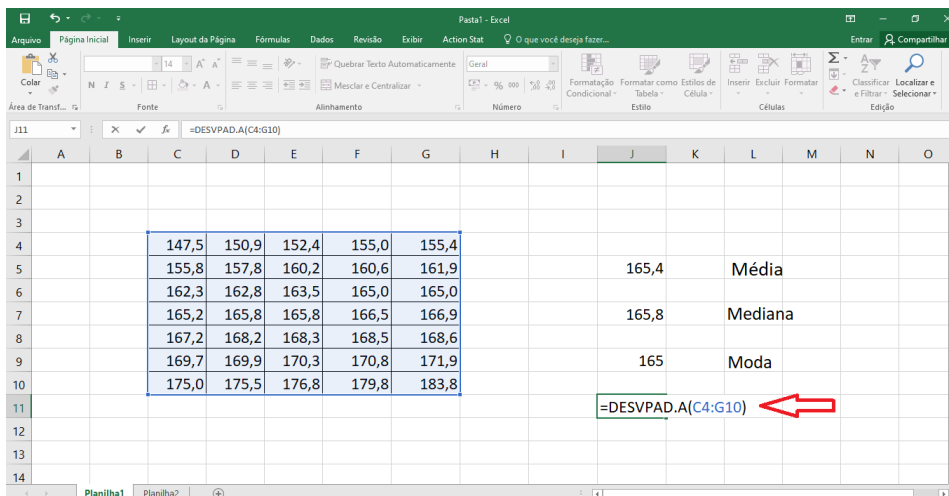 Pasta1 - Excel
Arquivo Página Inicial Inserir Layout da Página Fórmulas Dados Revisão Exibir Action Stat O que você deseja fazer... Entrar Compartilhar
Colar
Área de Transf...
14 A A
N I S A
Fonte
Quebrar Texto Automaticamente
Mesclar e Centralizar
Alinhamento
Geral
% 000
Número
Formatação Condicional
Formatar como Tabela
Estilos de Célula
Estilo
Inserir Excluir Formatar
Células
Classificar e Filtrar
Localizar e Selecionar
Edição
J11 fx =DESVPAD.A(C4:G10)
A B C D E F G H I J K L M N O
1
2
3
4 147,5 150,9 152,4 155,0 155,4
5 155,8 157,8 160,2 160,6 161,9 165,4 Média
6 162,3 162,8 163,5 165,0 165,0
7 165,2 165,8 165,8 166,5 166,9 165,8 Mediana
8 167,2 168,2 168,3 168,5 168,6
9 169,7 169,9 170,3 170,8 171,9 165 Moda
10 175,0 175,5 176,8 179,8 183,8
11 =DESVPAD.A(C4:G10)
12
13
14
Planilha1 Planilha2